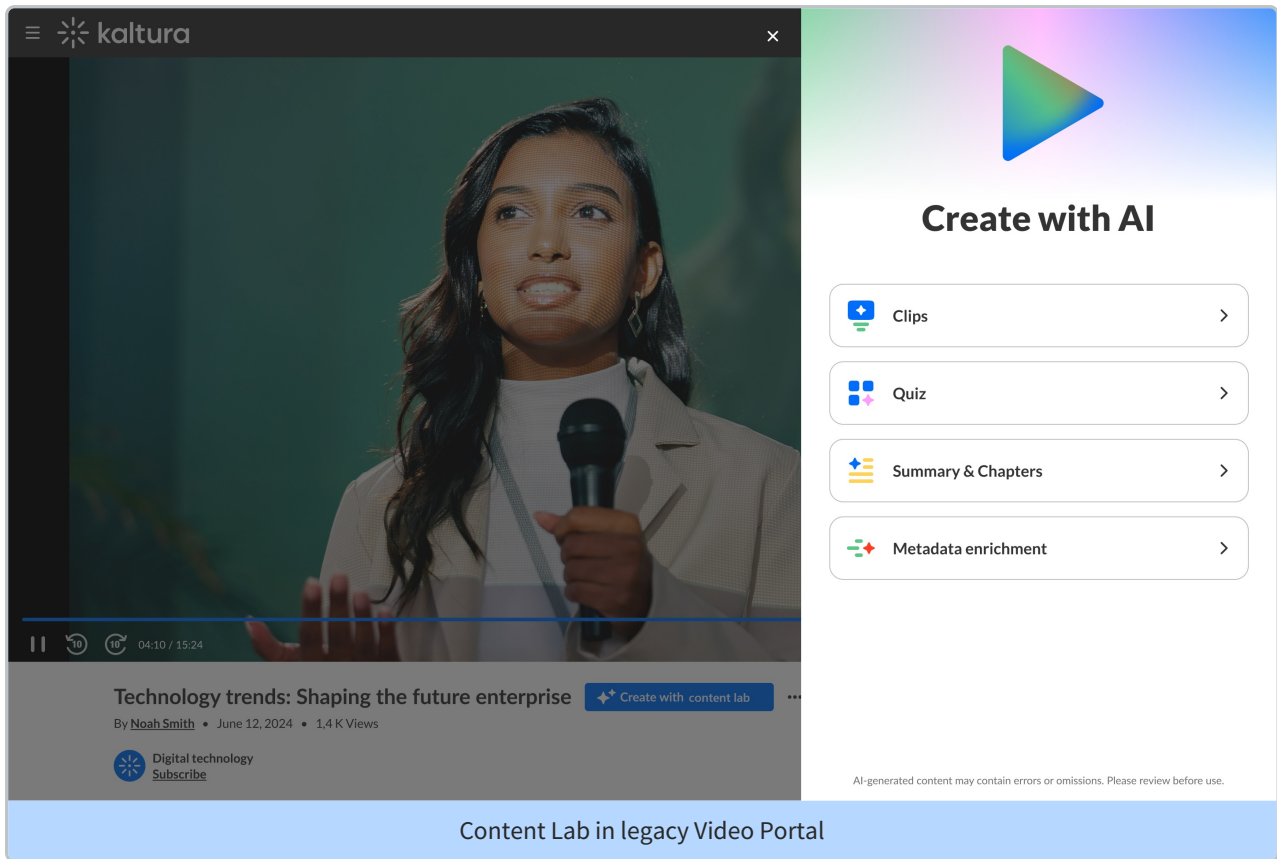 kaltura
Create with AI
Clips
Quiz
Summary & Chapters
Metadata enrichment
10 10 04:10 / 15:24
Technology trends: Shaping the future enterprise Create with content lab
By Noah Smith • June 12, 2024 • 1,4 K Views
Digital technology
Subscribe
AI-generated content may contain errors or omissions. Please review before use.
Content Lab in legacy Video Portal